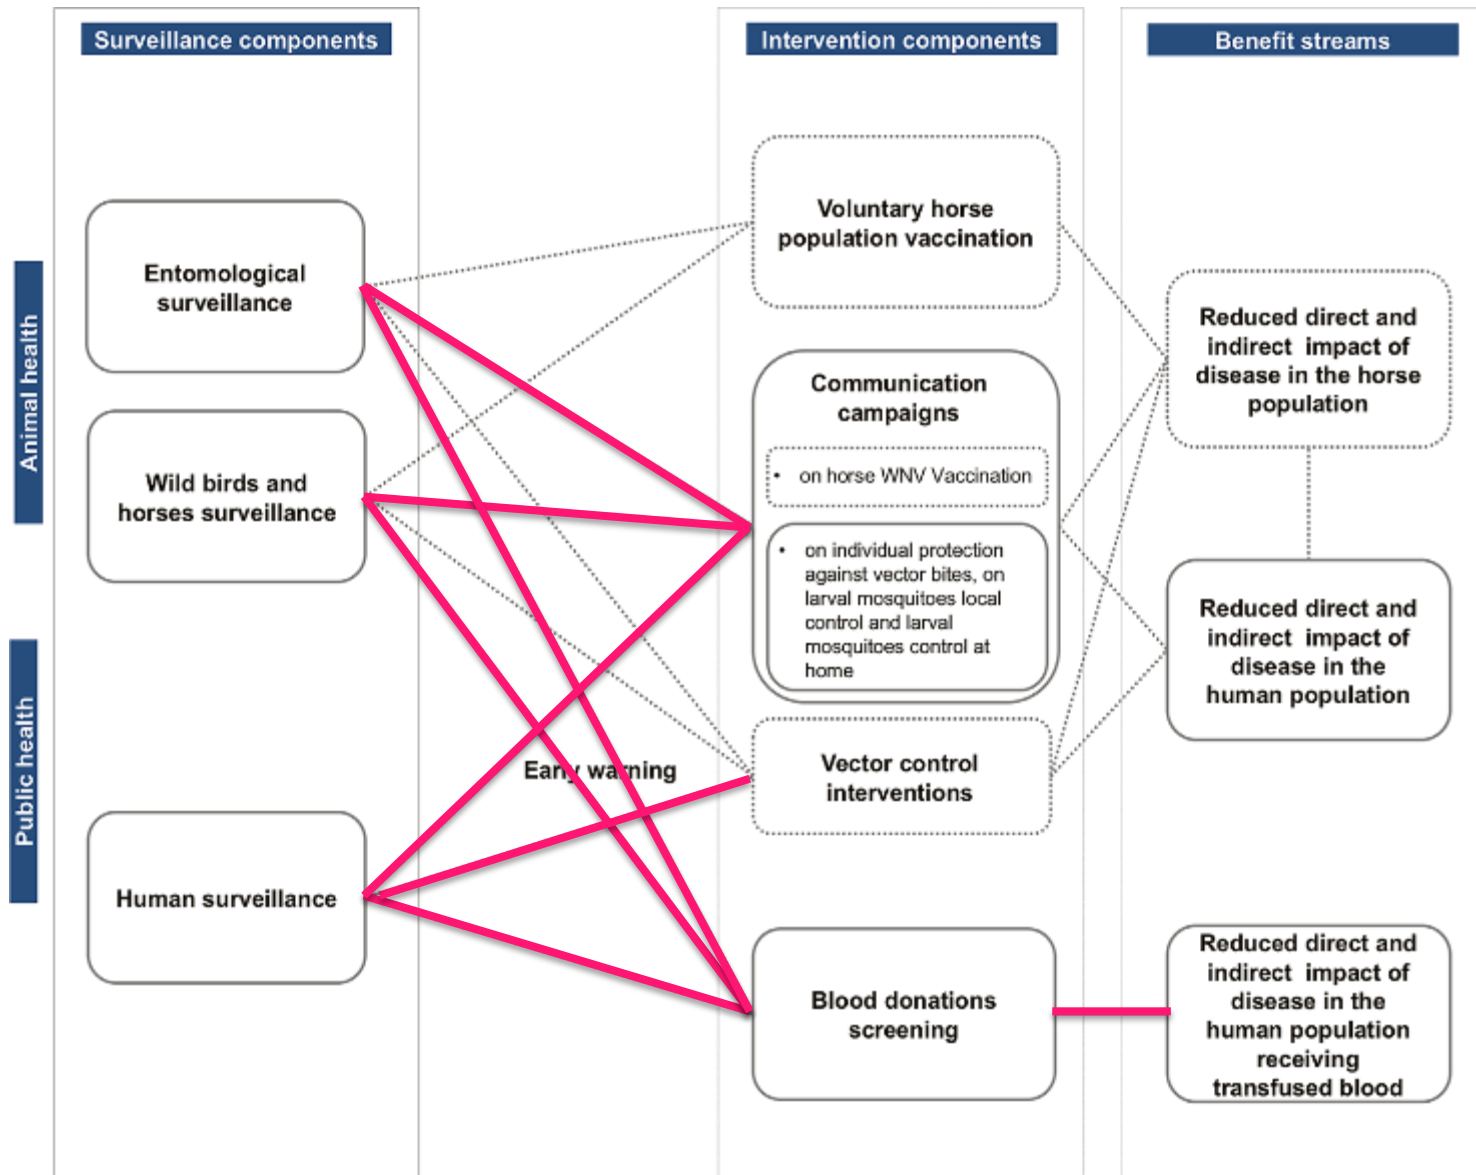 Surveillance components
Intervention components
Benefit streams
Animal health
Public health
Entomological
surveillance
Wild birds and
horses surveillance
Human surveillance
Early warning
Voluntary horse
population vaccination
Communication
campaigns
• on horse WNV Vaccination
• on individual protection
against vector bites, on
larval mosquitoes local
control and larval
mosquitoes control at
home
Vector control
interventions
Blood donations
screening
Reduced direct and
indirect impact of
disease in the horse
population
Reduced direct and
indirect impact of
disease in the
human population
Reduced direct and
indirect impact of
disease in the
human population
receiving
transfused blood